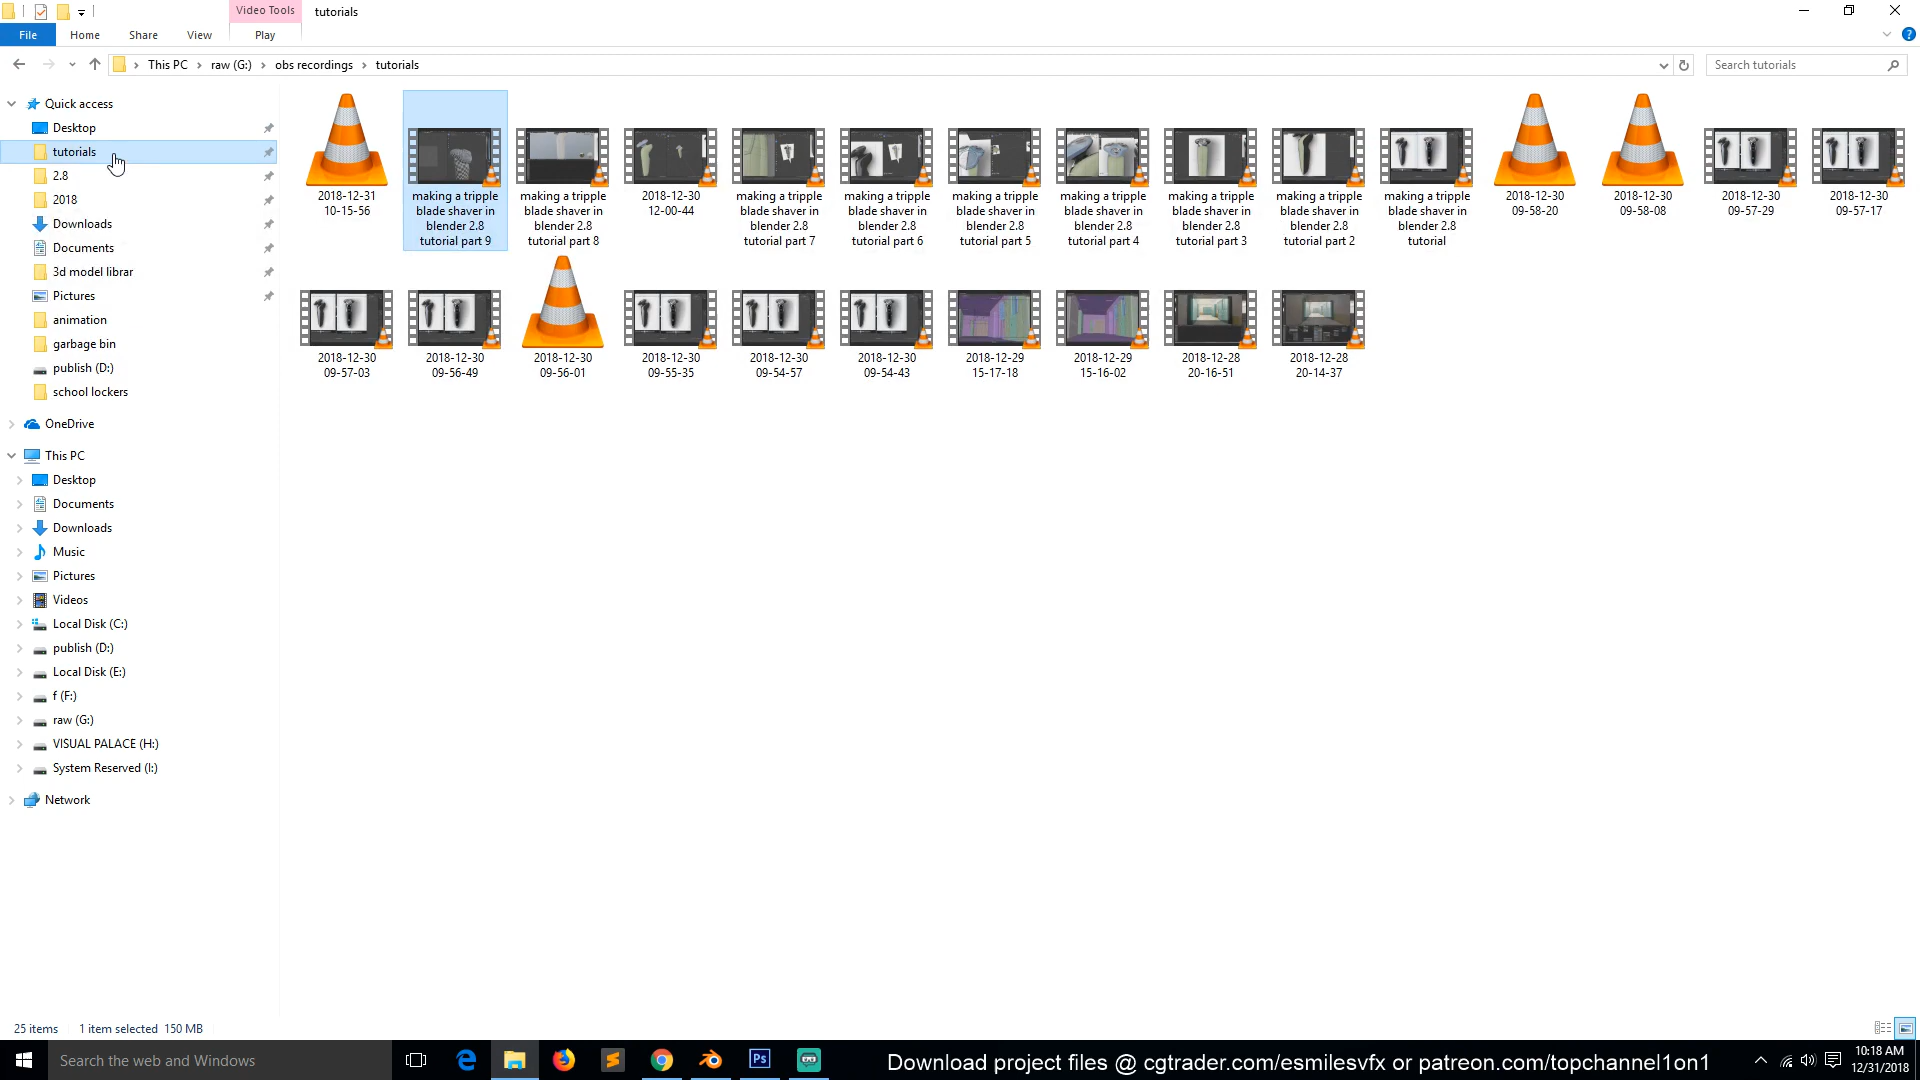 Video Tools
tutorials
File
Home
Share
View
Play
This PC
raw (G:)
obs recordings
tutorials
Search tutorials
Quick access
Desktop
tutorials
2.8
2018
Downloads
Documents
3d model librar
Pictures
animation
garbage bin
publish (D:)
school lockers
OneDrive
This PC
Desktop
Documents
Downloads
Music
Pictures
Videos
Local Disk (C:)
publish (D:)
Local Disk (E:)
f (F:)
raw (G:)
VISUAL PALACE (H:)
System Reserved (I:)
Network
2018-12-31
10-15-56
making a tripple
blade shaver in
blender 2.8
tutorial part 9
making a tripple
blade shaver in
blender 2.8
tutorial part 8
2018-12-30
12-00-44
making a tripple
blade shaver in
blender 2.8
tutorial part 7
making a tripple
blade shaver in
blender 2.8
tutorial part 6
making a tripple
blade shaver in
blender 2.8
tutorial part 5
making a tripple
blade shaver in
blender 2.8
tutorial part 4
making a tripple
blade shaver in
blender 2.8
tutorial part 3
making a tripple
blade shaver in
blender 2.8
tutorial part 2
making a tripple
blade shaver in
blender 2.8
tutorial
2018-12-30
09-58-20
2018-12-30
09-58-08
2018-12-30
09-57-29
2018-12-30
09-57-17
2018-12-30
09-57-03
2018-12-30
09-56-49
2018-12-30
09-56-01
2018-12-30
09-55-35
2018-12-30
09-54-57
2018-12-30
09-54-43
2018-12-29
15-17-18
2018-12-29
15-16-02
2018-12-28
20-16-51
2018-12-28
20-14-37
25 items
1 item selected 150 MB
Search the web and Windows
Ps
Download project files @ cgtrader.com/esmilesvfx or patreon.com/topchannel1on1
10:18 AM
12/31/2018